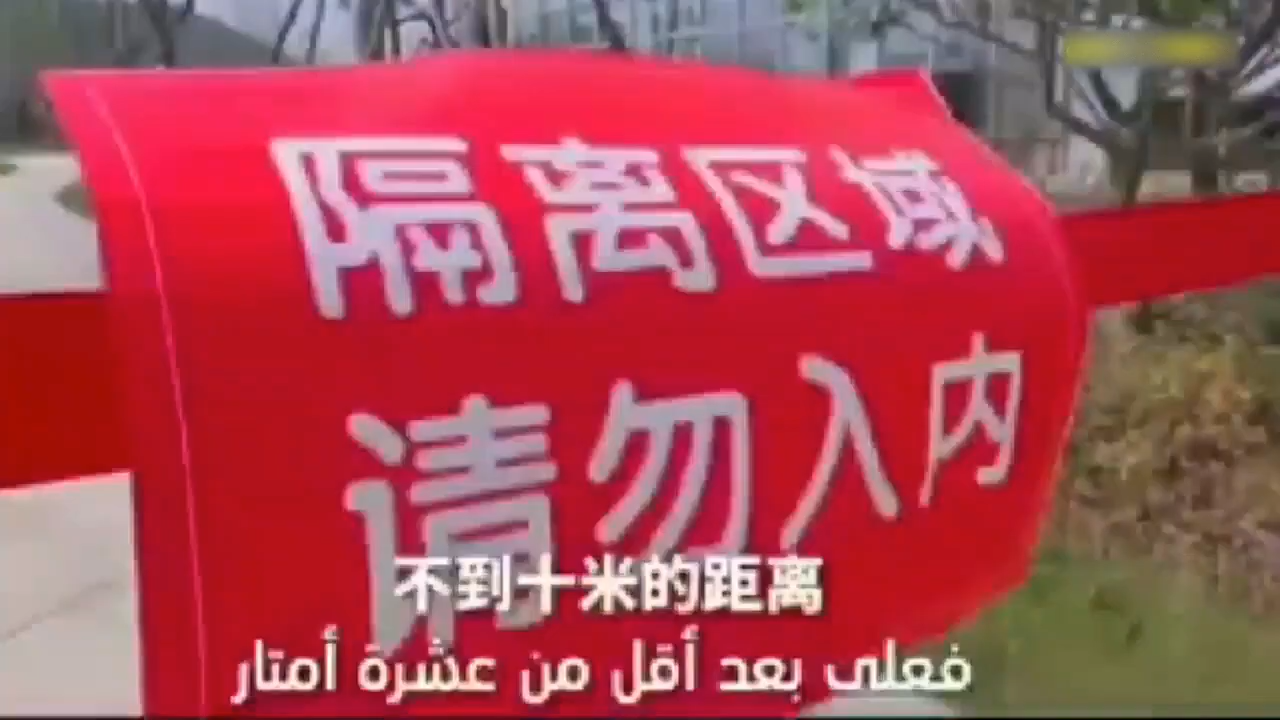 隔离区域
请勿入内
不到十米的距离
فعلى بعد أقل من عشرة أمتار